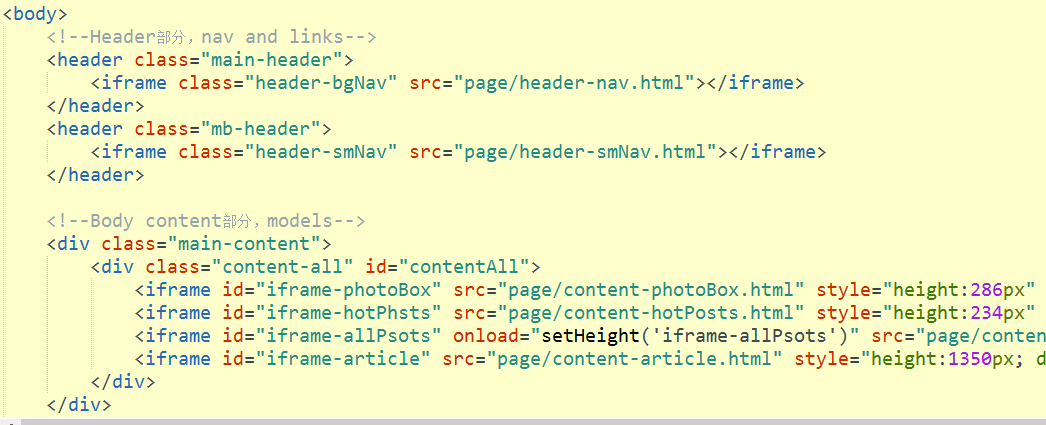 <body>
<!--Header部分，nav and links-->
<header class="main-header">
<iframe class="header-bgNav" src="page/header-nav.html"></iframe>
</header>
<header class="mb-header">
<iframe class="header-smNav" src="page/header-smNav.html"></iframe>
</header>
<!--Body content部分，models-->
<div class="main-content">
<div class="content-all" id="contentAll">
<iframe id="iframe-photoBox" src="page/content-photoBox.html" style="height:286px"
<iframe id="iframe-hotPhsts" src="page/content-hotPosts.html" style="height:234px"
<iframe id="iframe-allPsots" onload="setHeight('iframe-allPsots')" src="page/conten
<iframe id="iframe-article" src="page/content-article.html" style="height:1350px; d
</div>
</div>